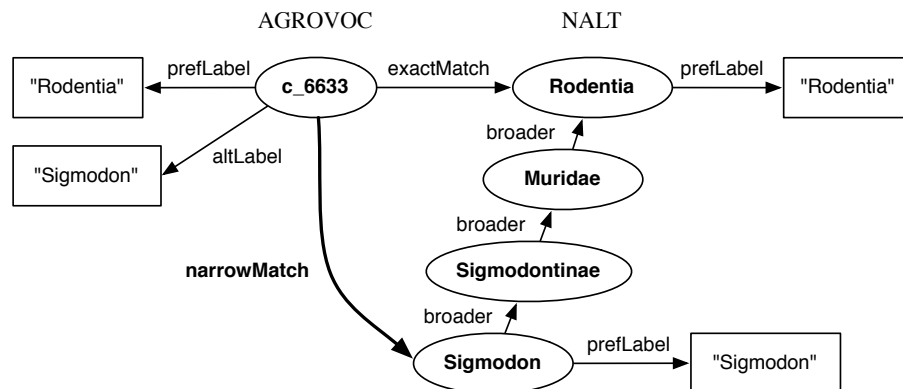 AGROVOC NALT
prefLabel exactMatch prefLabel
"Rodentia" c_6633 Rodentia "Rodentia"
broader
altLabel
"Sigmodon" Muridae
broader
narrowMatch Sigmodontinae
broader
prefLabel
Sigmodon "Sigmodon"